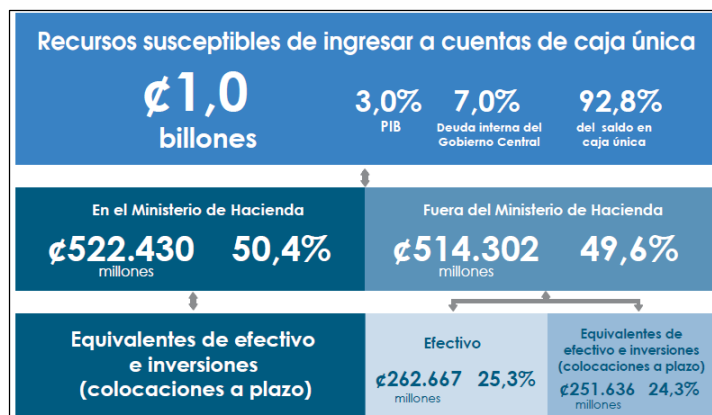 Recursos susceptibles de ingresar a cuentas de caja única
₡1,0
billones
3,0%
PIB
7,0%
Deuda interna del
Gobierno Central
92,8%
del saldo en
caja única
En el Ministerio de Hacienda
₡522.430 50,4%
millones
Fuera del Ministerio de Hacienda
₡514.302 49,6%
millones
Equivalentes de efectivo
e inversiones
(colocaciones a plazo)
Efectivo
₡262.667 25,3%
millones
Equivalentes de
efectivo e inversiones
(colocaciones a plazo)
₡251.636 24,3%
millones